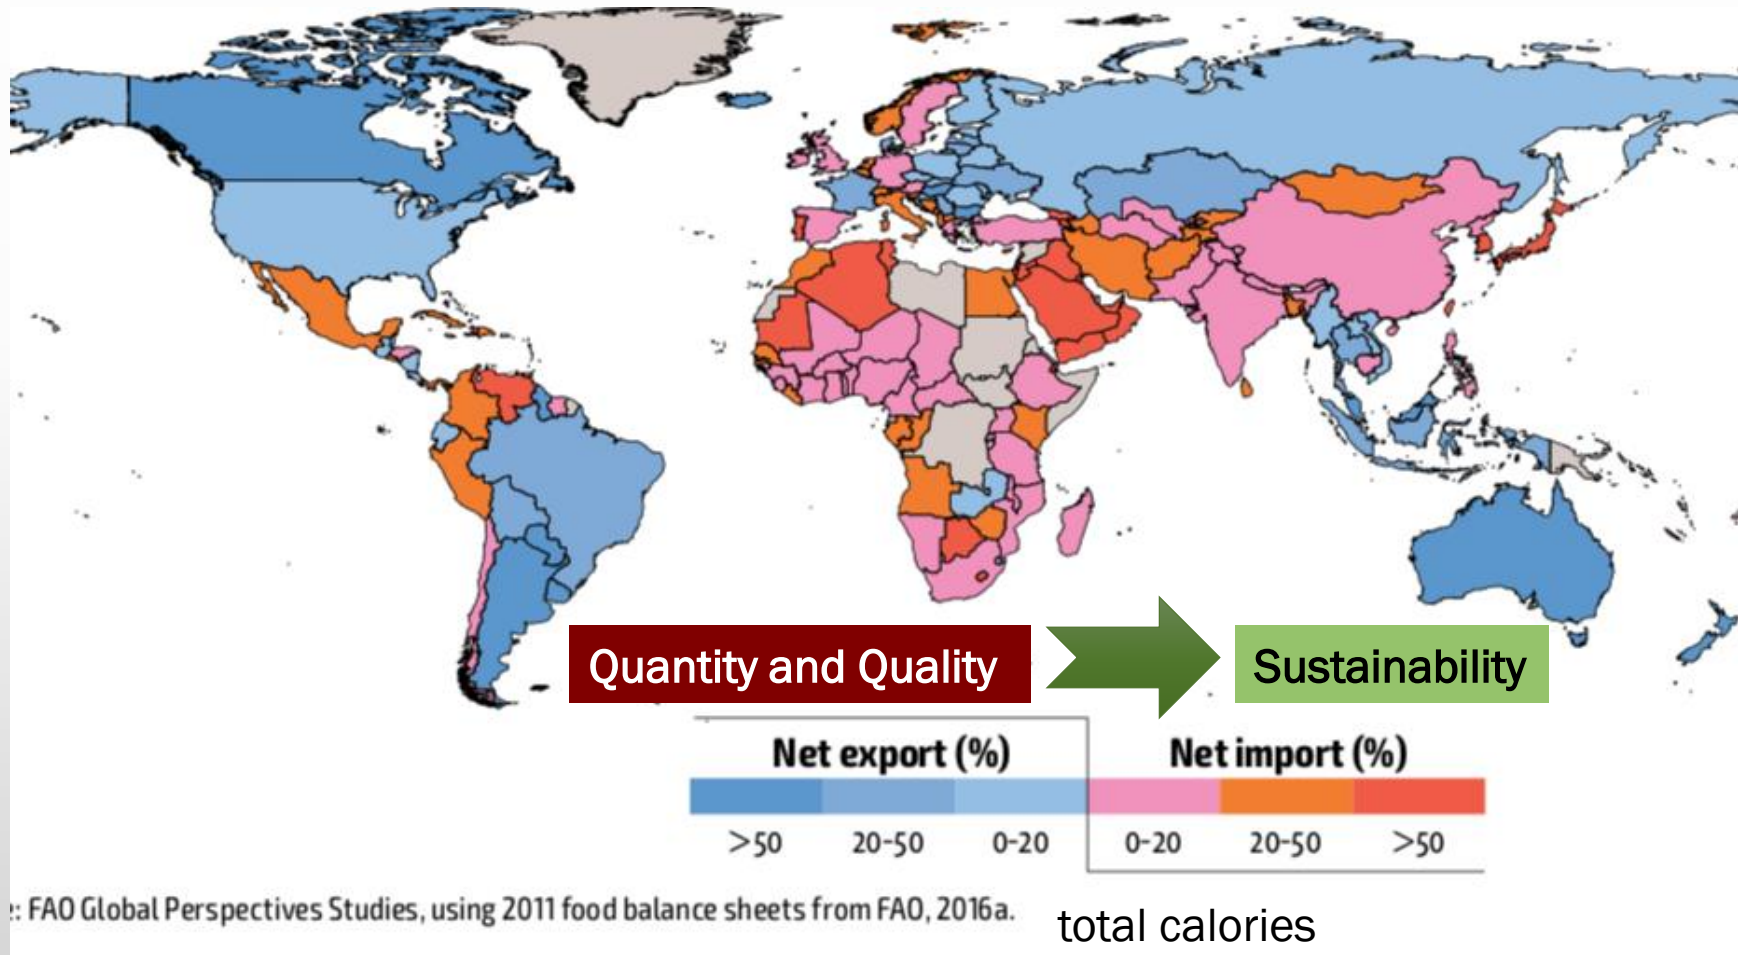 Quantity and Quality
Sustainability
Net export (%)
Net import (%)
>50 20-50 0-20 0-20 20-50 >50
: FAO Global Perspectives Studies, using 2011 food balance sheets from FAO, 2016a.
total calories